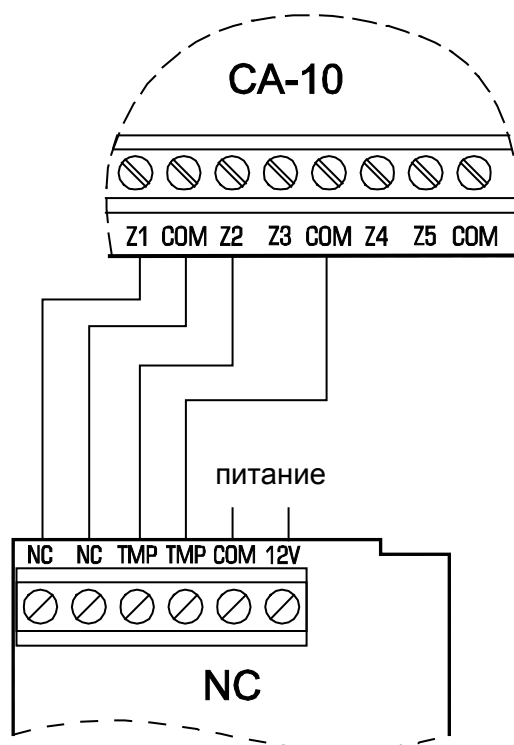 CA-10
Z1 COM Z2 Z3 COM Z4 Z5 COM
питание
NC NC TMP TMP COM 12V
NC